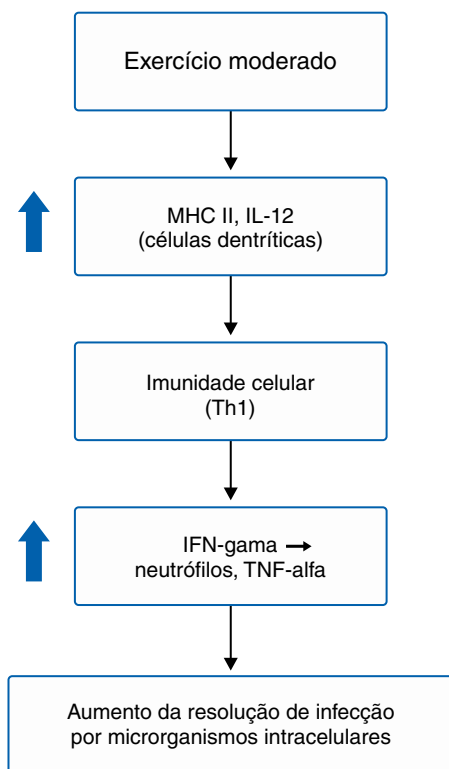 Exercício moderado
MHC II, IL-12
(células dentríticas)
Imunidade celular
(Th1)
IFN-gama →
neutrófilos, TNF-alfa
Aumento da resolução de infecção
por microrganismos intracelulares